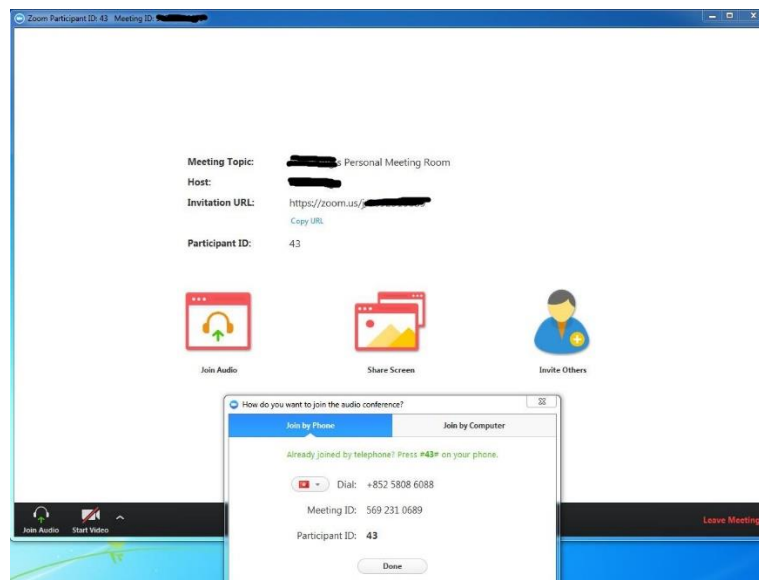 Zoom Participant ID: 43 Meeting ID:
Meeting Topic: s Personal Meeting Room
Host:
Invitation URL: https://zoom.us/j
Copy URL
Participant ID: 43
Join Audio Share Screen Invite Others
How do you want to join the audio conference?
Join by Phone Join by Computer
Already joined by telephone? Press #43# on your phone.
Dial: +852 5808 6088
Meeting ID: 569 231 0689
Participant ID: 43
Done
Join Audio Start Video Leave Meeting